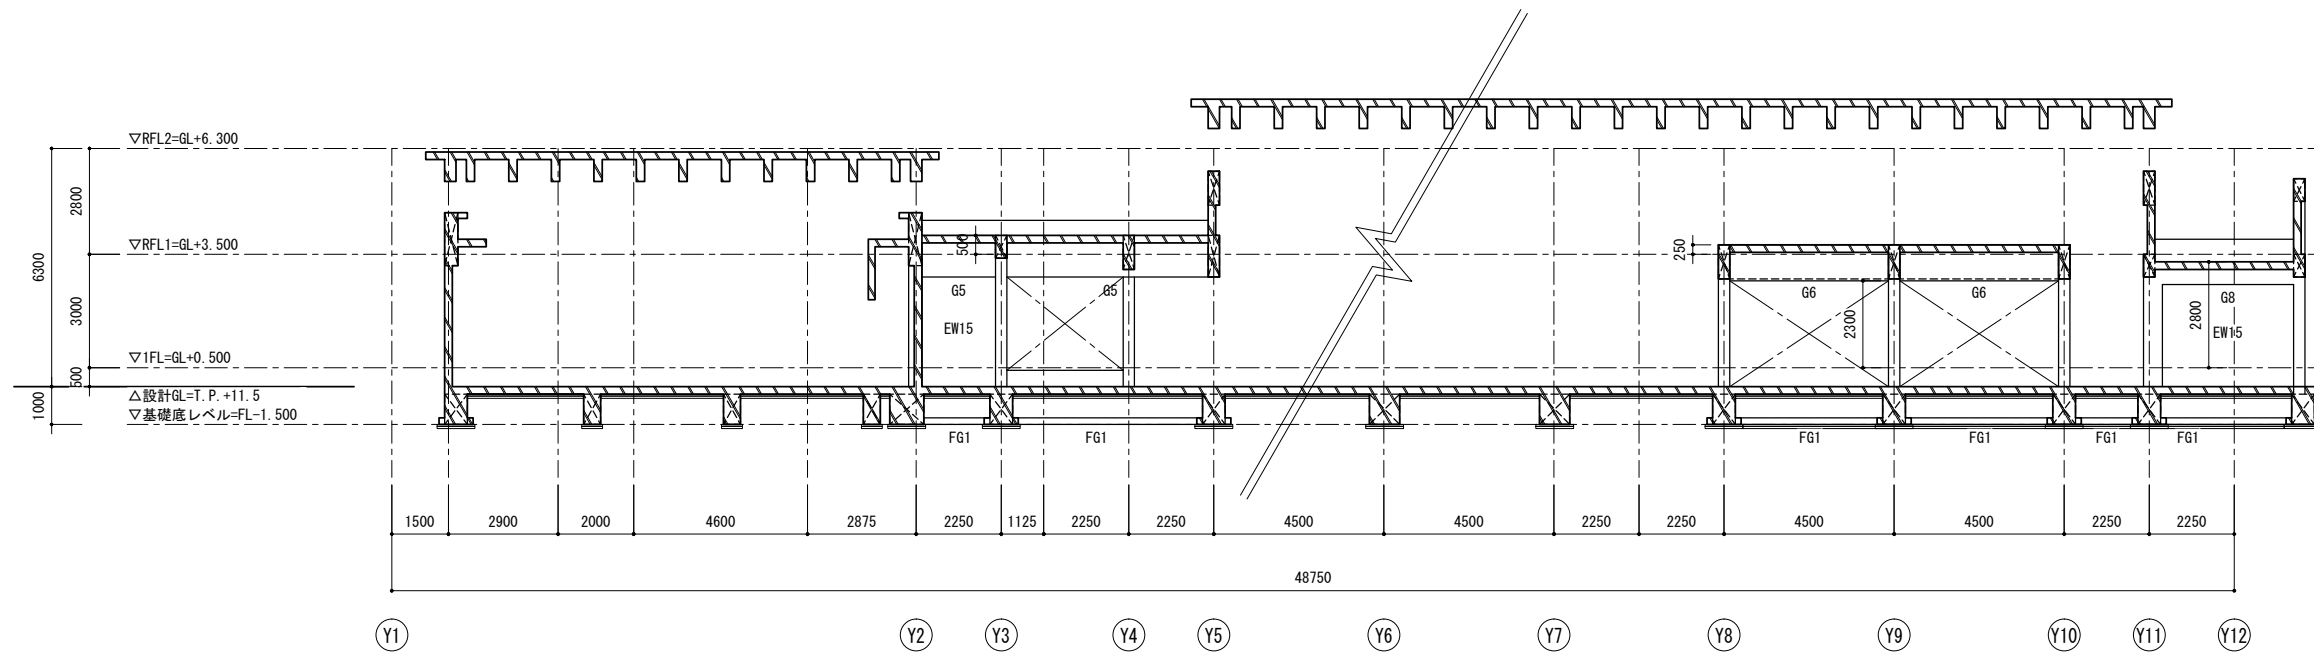 ▽RFL2=GL+6.300
2800
6300
▽RFL1=GL+3.500
500
250
3000
G5
G5
G6
G6
G8
EW15
2300
2800
EW15
▽1FL=GL+0.500
500
△設計GL=T.P.+11.5
1000
▽基礎底レベル=FL-1.500
FG1
FG1
FG1
FG1
FG1
FG1
1500
2900
2000
4600
2875
2250
1125
2250
2250
4500
4500
2250
2250
4500
4500
2250
2250
48750
Y1
Y2
Y3
Y4
Y5
Y6
Y7
Y8
Y9
Y10
Y11
Y12